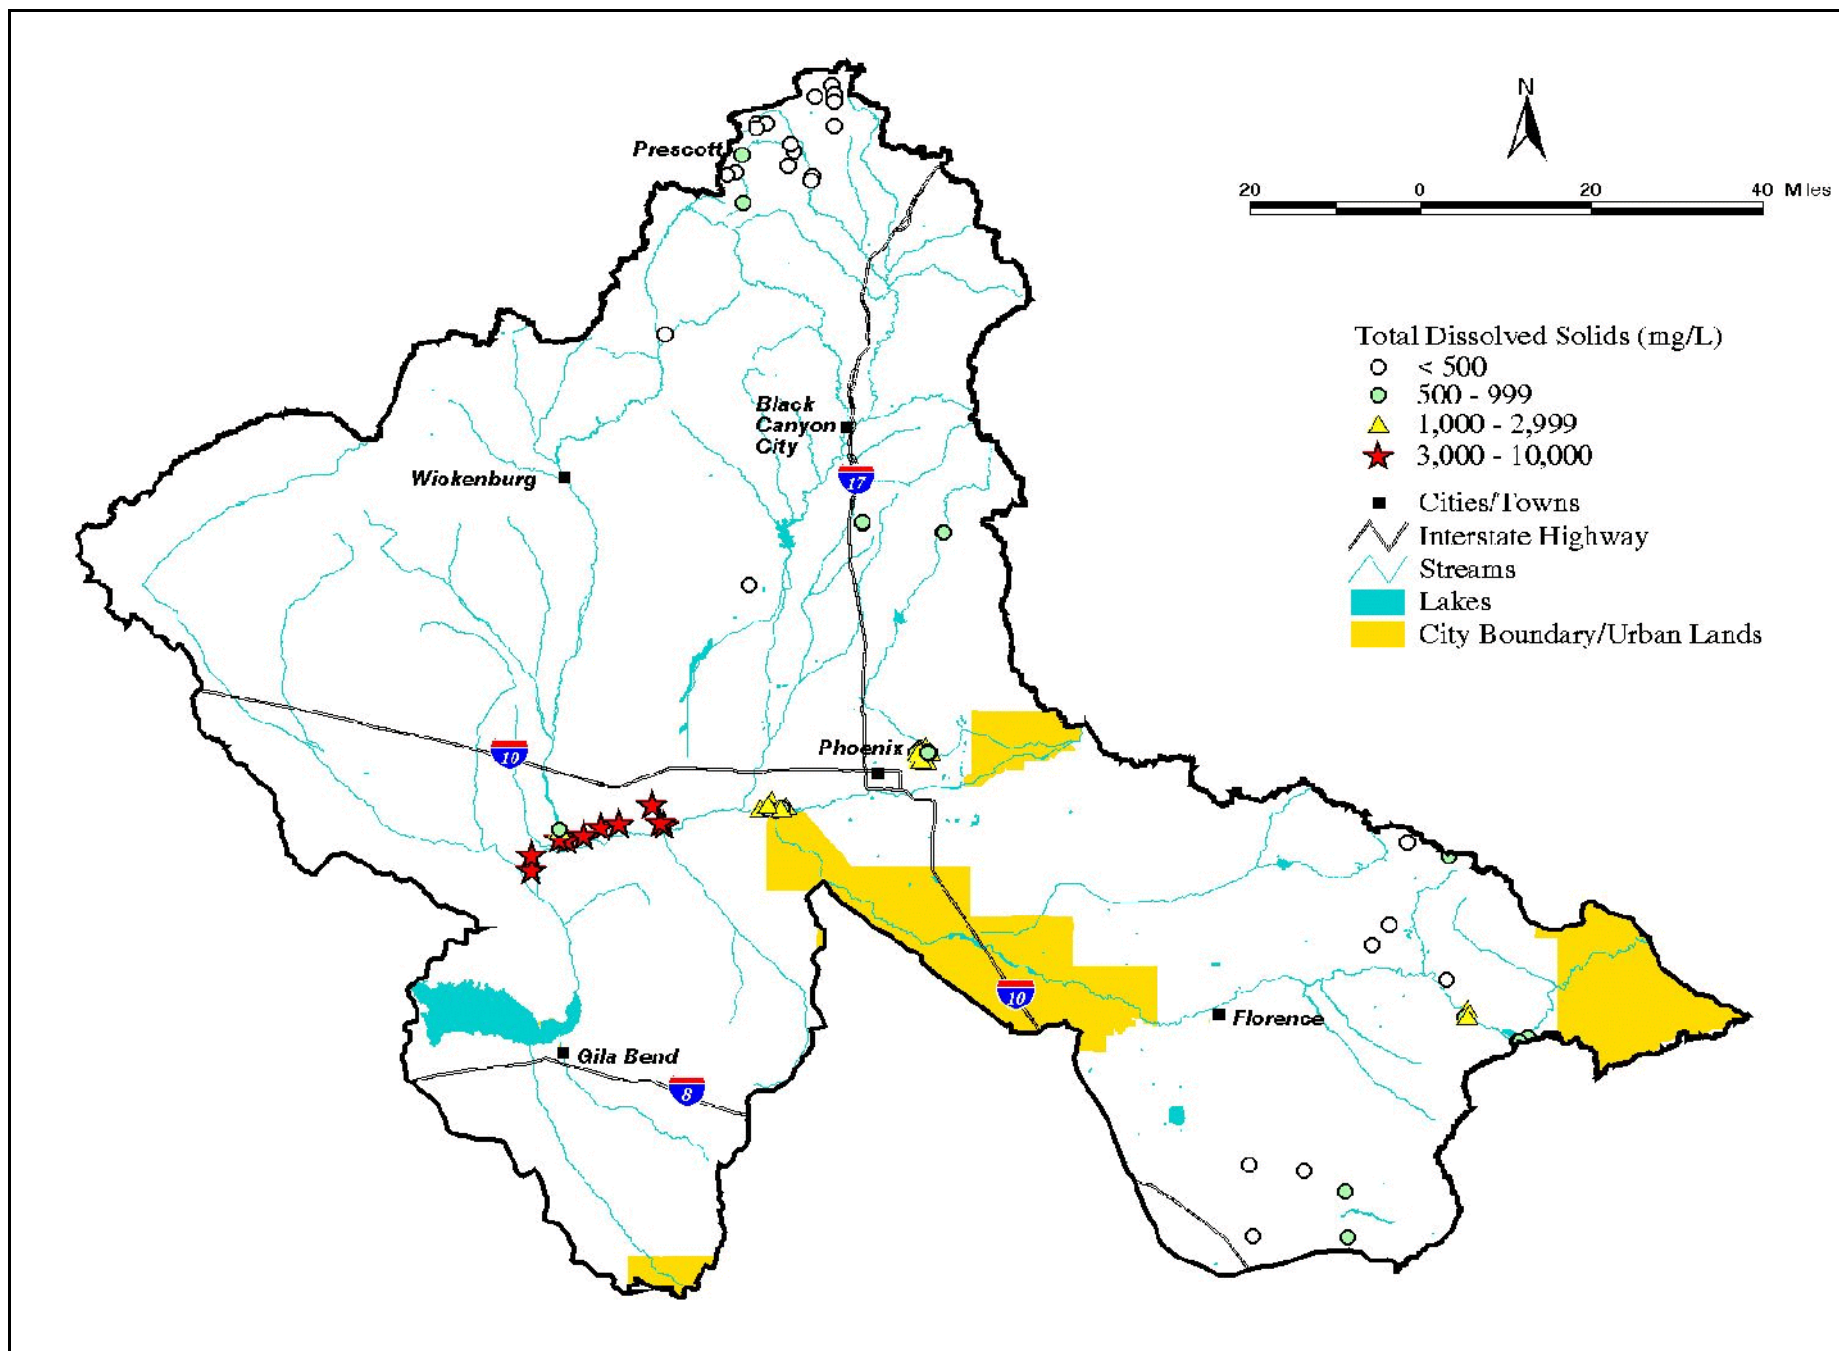 N
20 0 20 40 Miles
Prescott
Total Dissolved Solids (mg/L)
< 500
500 - 999
1,000 - 2,999
3,000 - 10,000
Cities/Towns
Interstate Highway
Streams
Lakes
City Boundary/Urban Lands
Black
Canyon
City
Wickenburg
17
10
Phoenix
10
Florence
Gila Bend
8